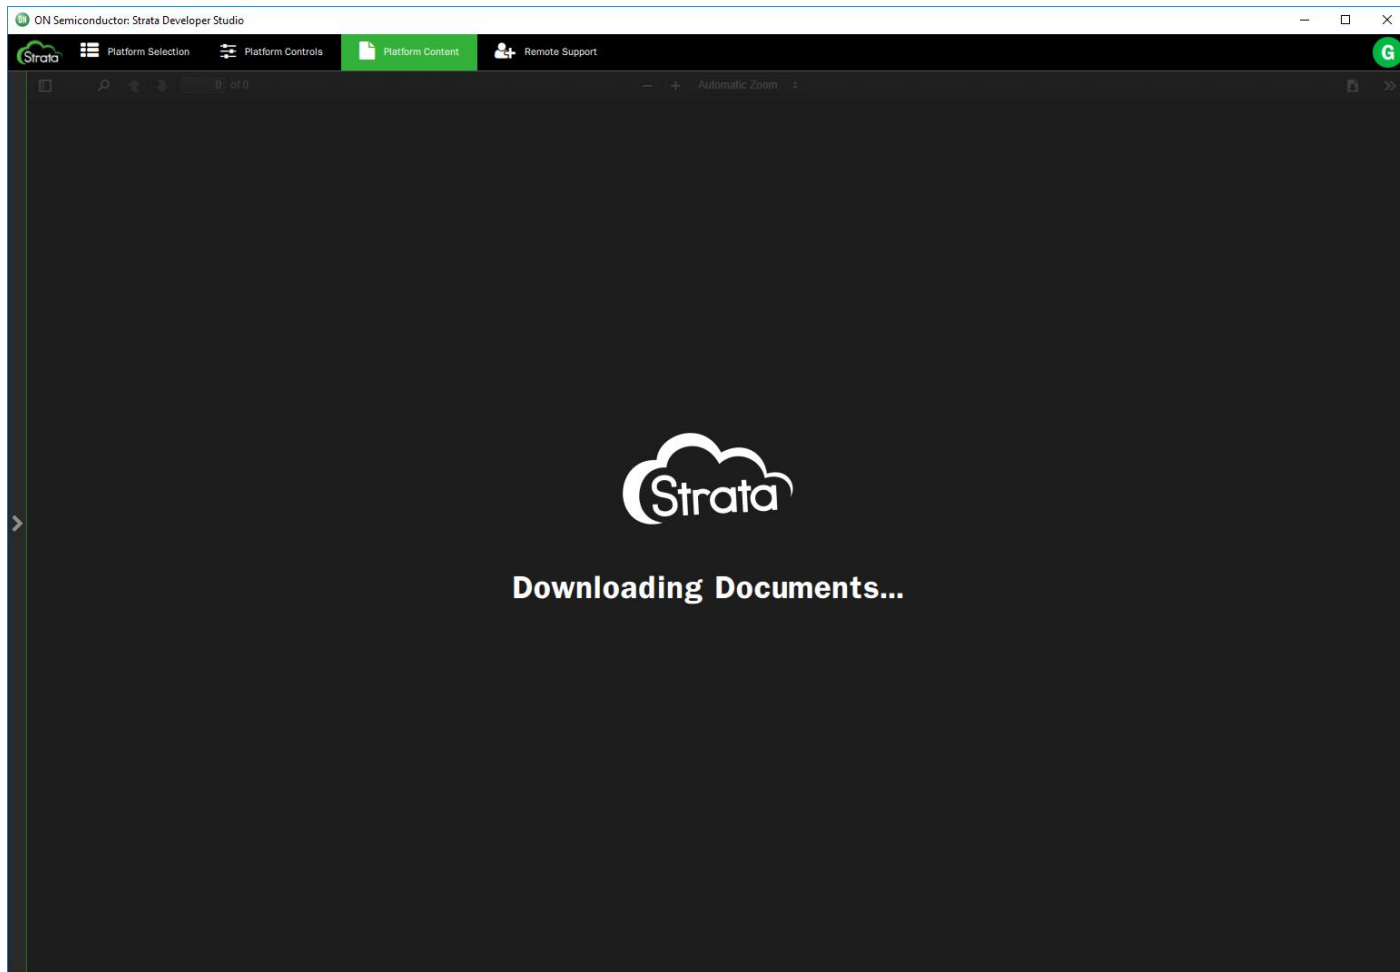 ON Semiconductor: Strata Developer Studio
Strata Platform Selection Platform Controls Platform Content Remote Support G
0 of 0 Automatic Zoom
Strata
Downloading Documents...